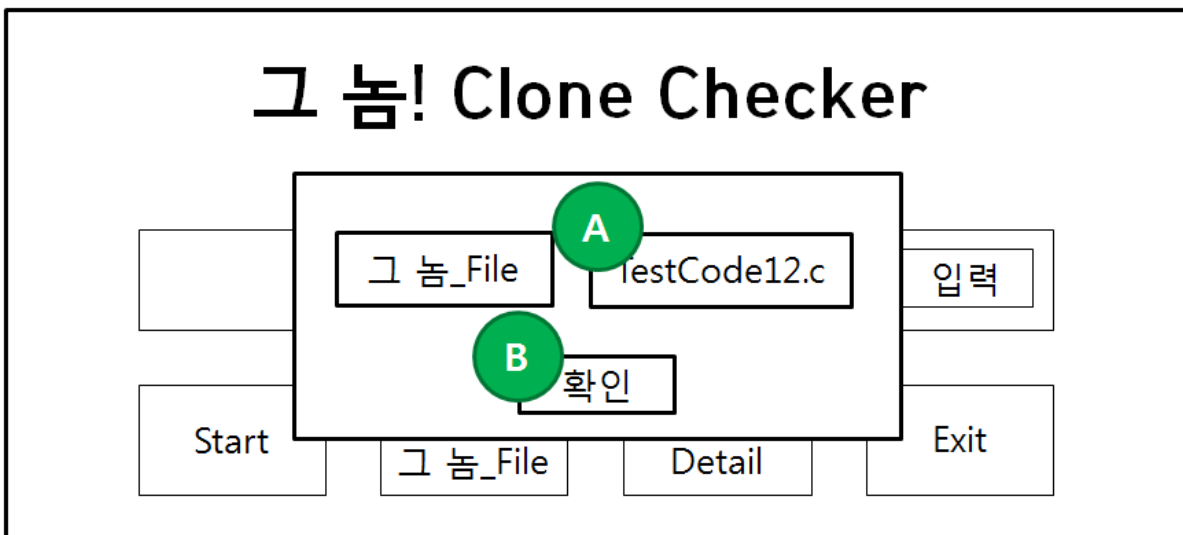 그 놈! Clone Checker
A
그 놈_File
TestCode12.c
입력
B
확인
Start
그 놈_File
Detail
Exit